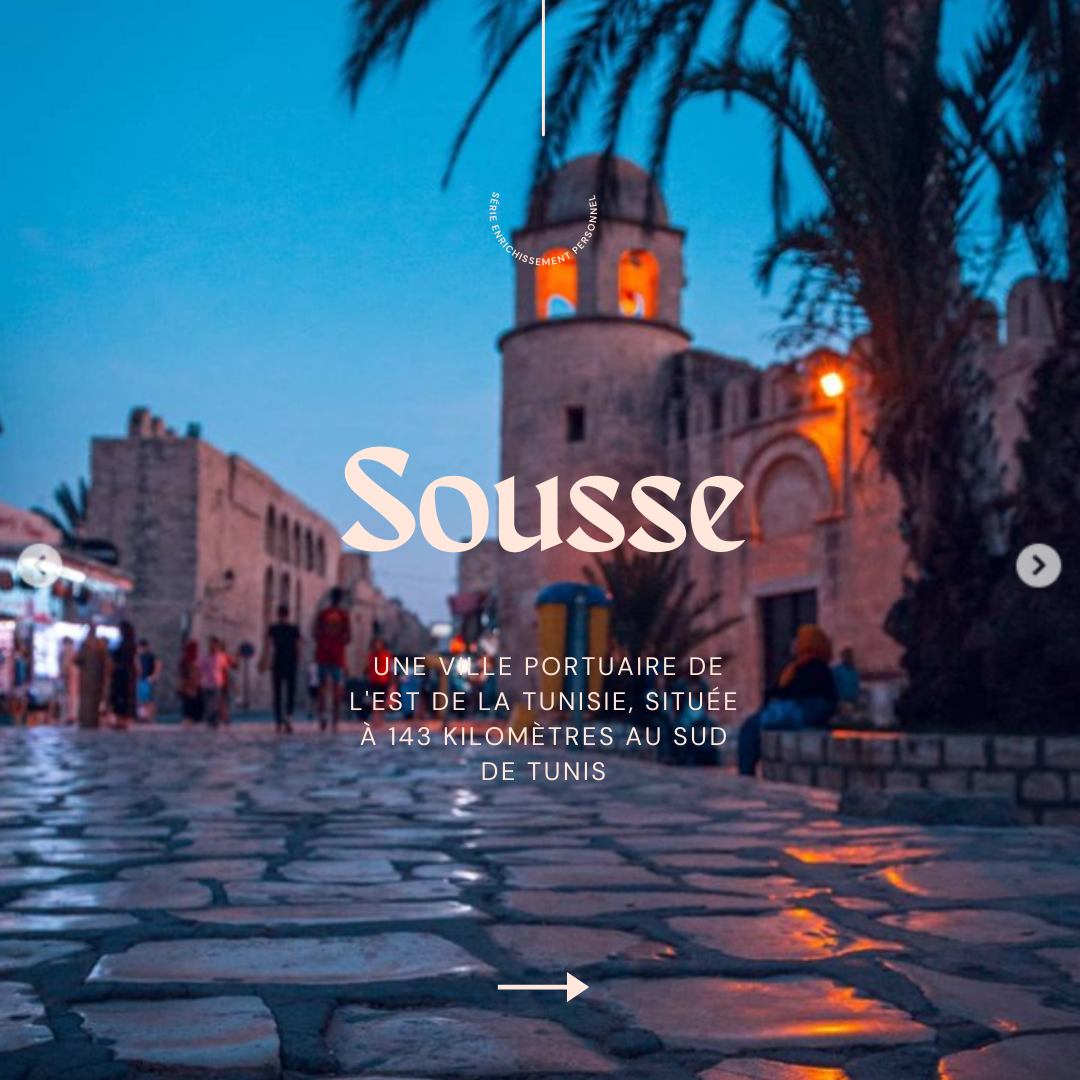 SÉRIE ENRICHISSEMENT PERSONNEL
Sousse
UNE VILLE PORTUAIRE DE
L'EST DE LA TUNISIE, SITUÉE
À 143 KILOMÈTRES AU SUD
DE TUNIS